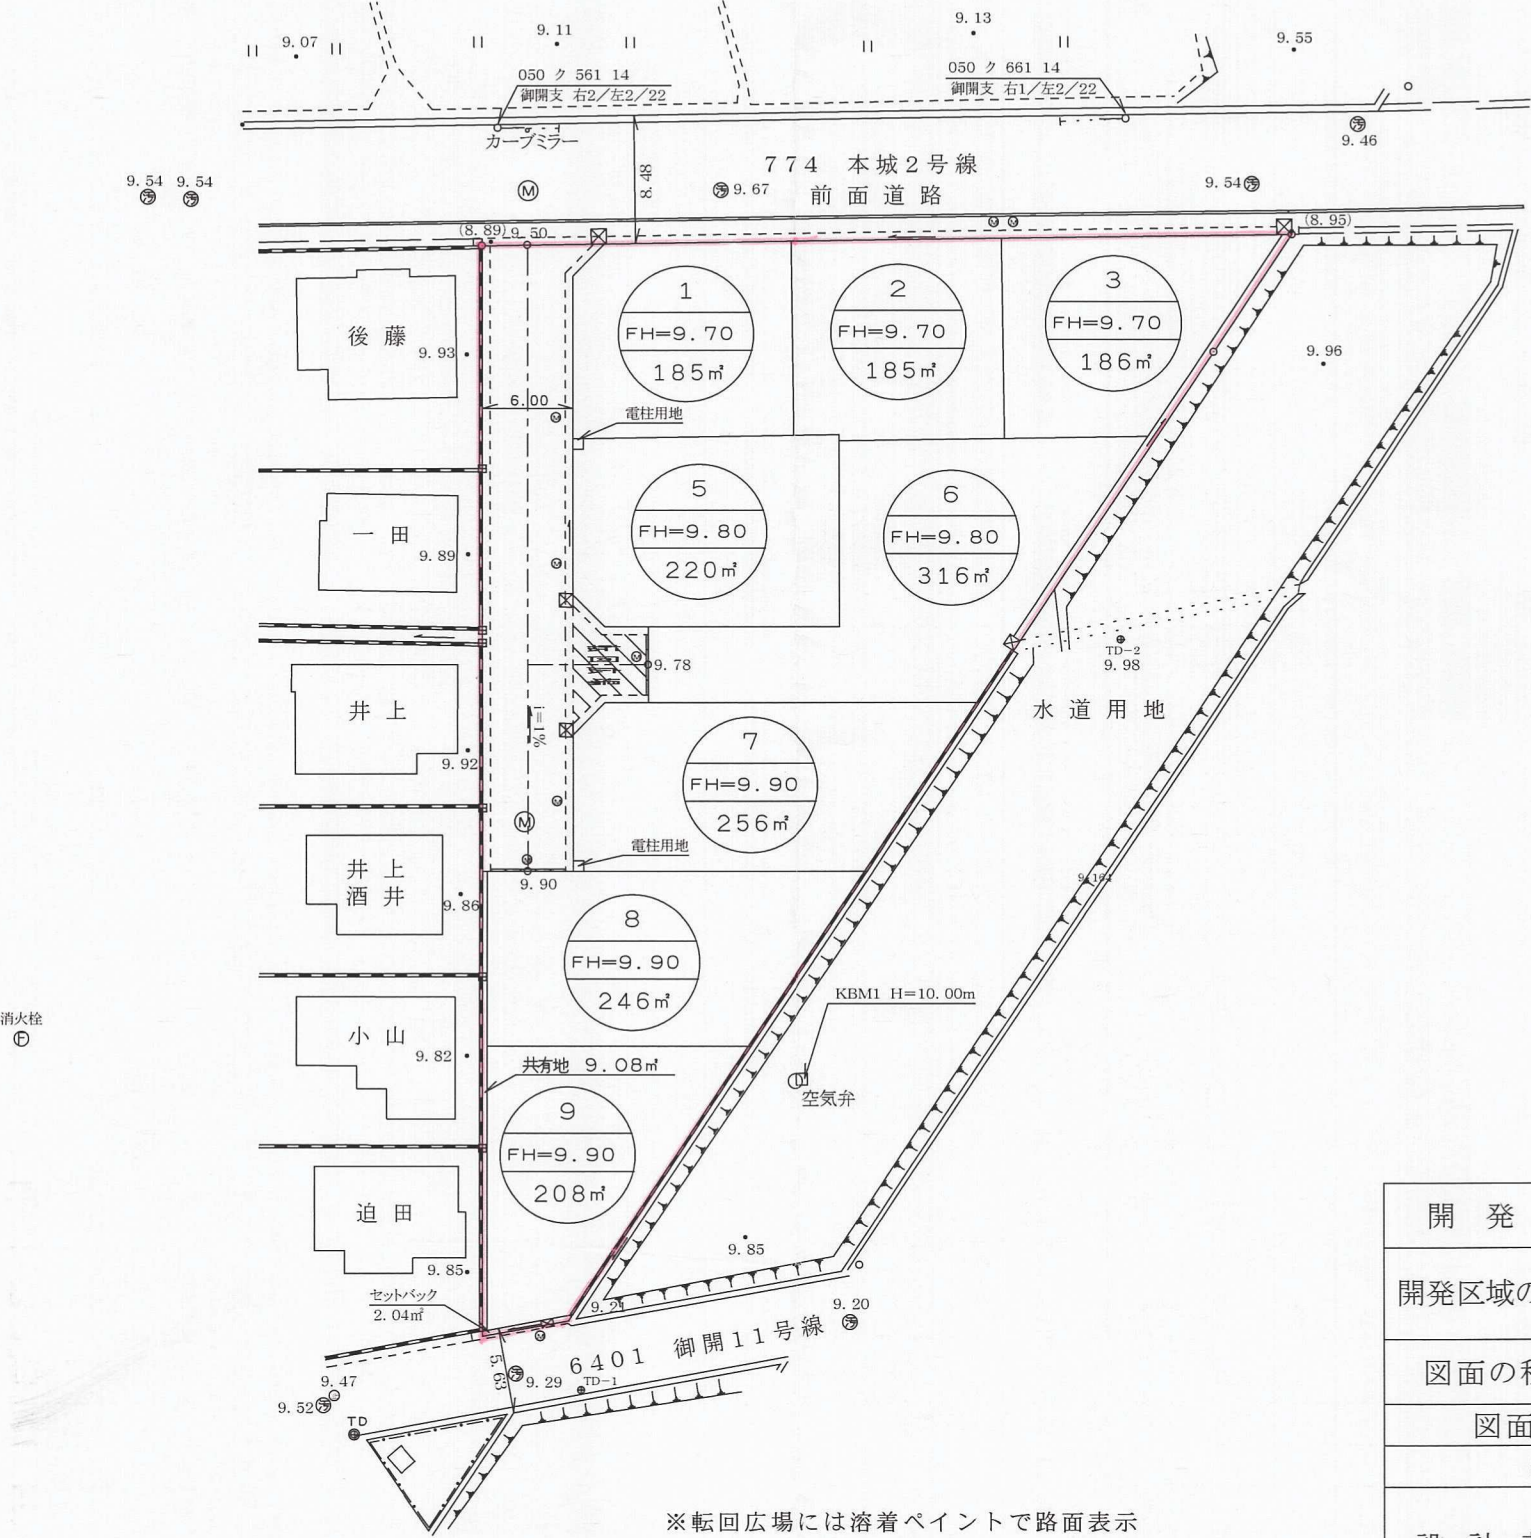 9.07
9.11
9.13
9.55
050 ク 561 14
御開支 右2／左2／22
050 ク 661 14
御開支 右1／左2／22
カーブミラー
8.48
774 本城2号線
前面道路
9.46
9.54
9.54
M
汚 9.67
9.54 汚
(8.89)
9.50
(8.95)
後藤
9.93
1
FH=9.70
185㎡
2
FH=9.70
185㎡
3
FH=9.70
186㎡
9.96
6.00
電柱用地
一田
9.89
5
FH=9.80
220㎡
6
FH=9.80
316㎡
9.78
TD-2
9.98
水道用地
井上
9.92
i=1%
7
FH=9.90
256㎡
M
電柱用地
9.90
井上
酒井
9.86
8
FH=9.90
246㎡
KBM1 H=10.00m
空気弁
消火栓
F
小山
9.82
共有地 9.08㎡
9
FH=9.90
208㎡
迫田
9.85
9.85
セットバック
2.04㎡
9.21
9.20
6401 御開11号線
5.63
9.29
TD-1
9.47
9.52
TD
開発
開発区域の
図面の
図面
※転回広場には溶着ペイントで路面表示